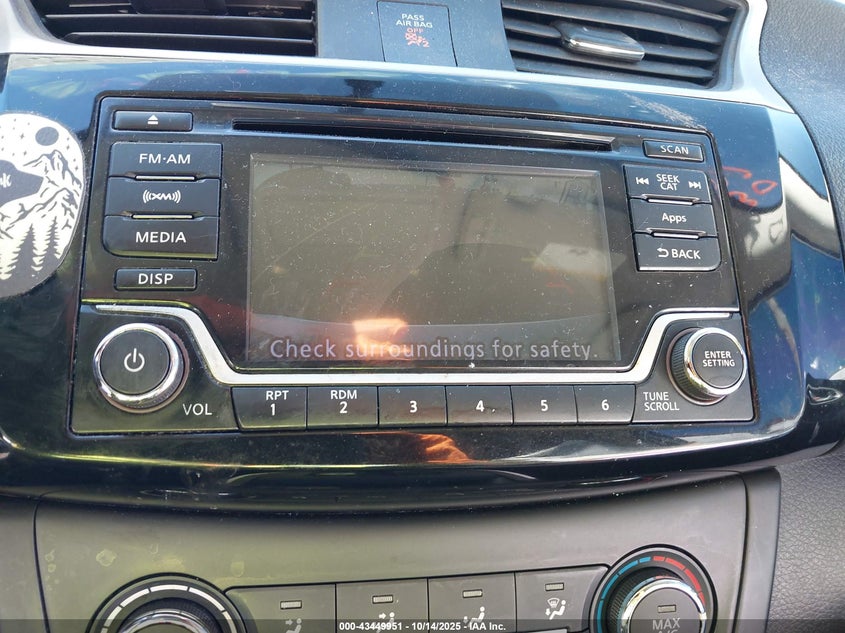 PASS
AIR BAG
OFF
2
SCAN
FM·AM
SEEK
CAT
XM
Apps
MEDIA
BACK
DISP
Check surroundings for safety.
ENTER
SETTING
VOL
RPT
1
RDM
2
3
4
5
6
TUNE
SCROLL
MAX
A/C
000-43449951 - 10/14/2025 - IAA Inc.